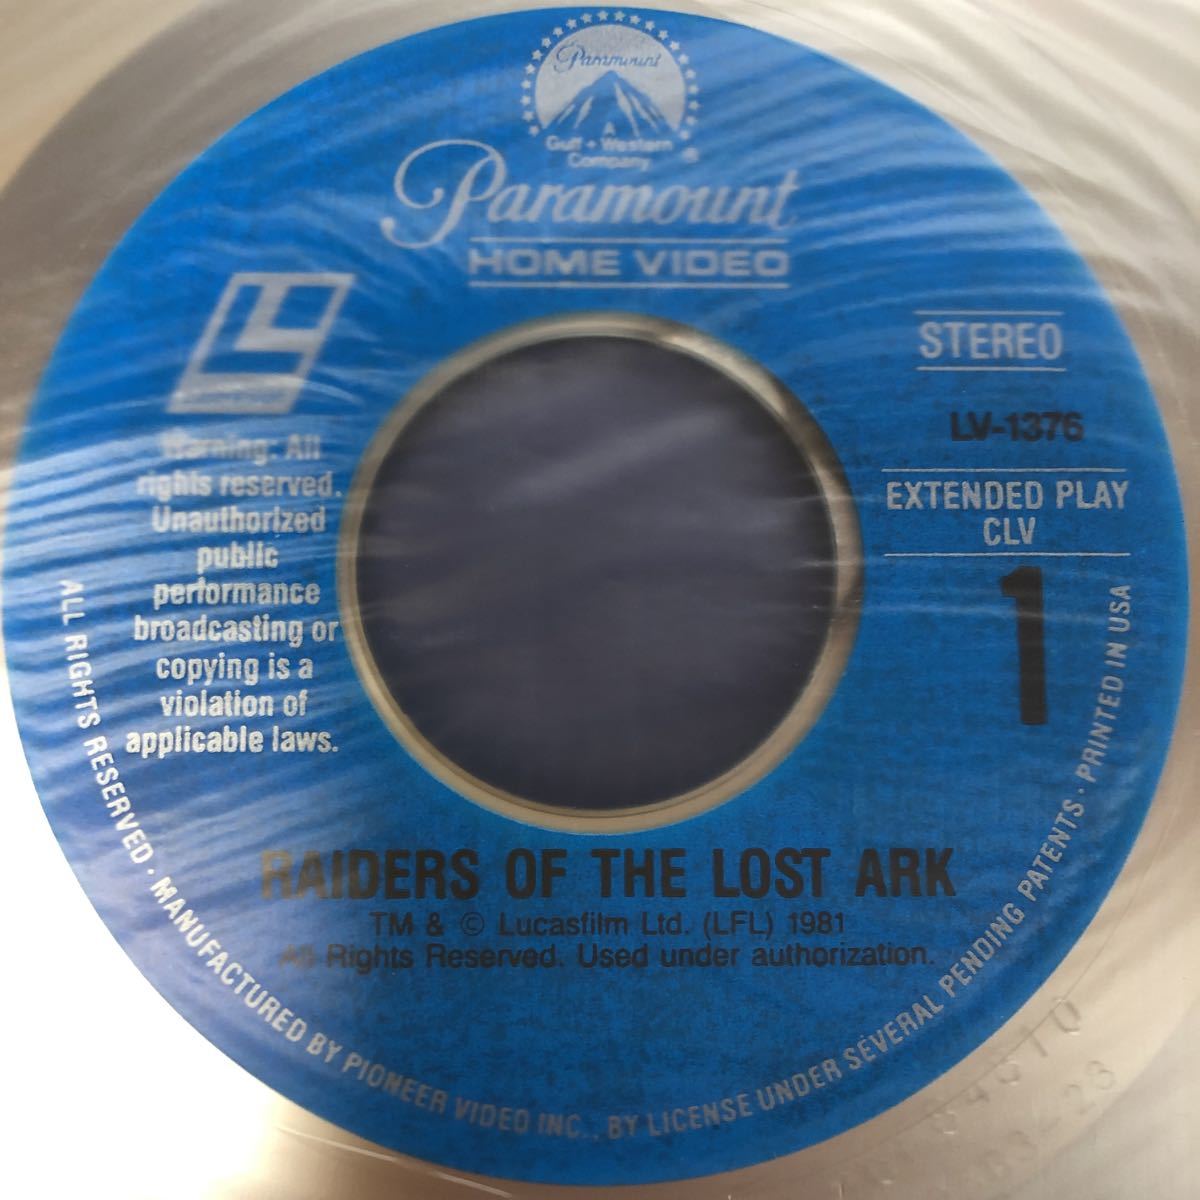 Paramount
A
Gulf + Western
Company
®
Paramount
HOME VIDEO
STEREO
LV-1376
EXTENDED PLAY
CLV
1
Warning: All
rights reserved.
Unauthorized
public
performance
broadcasting or
copying is a
violation of
applicable laws.
RAIDERS OF THE LOST ARK
TM & © Lucasfilm Ltd. (LFL) 1981
All Rights Reserved. Used under authorization.
ALL RIGHTS RESERVED · MANUFACTURED BY PIONEER VIDEO INC., BY LICENSE UNDER SEVERAL PENDING PATENTS · PRINTED IN USA